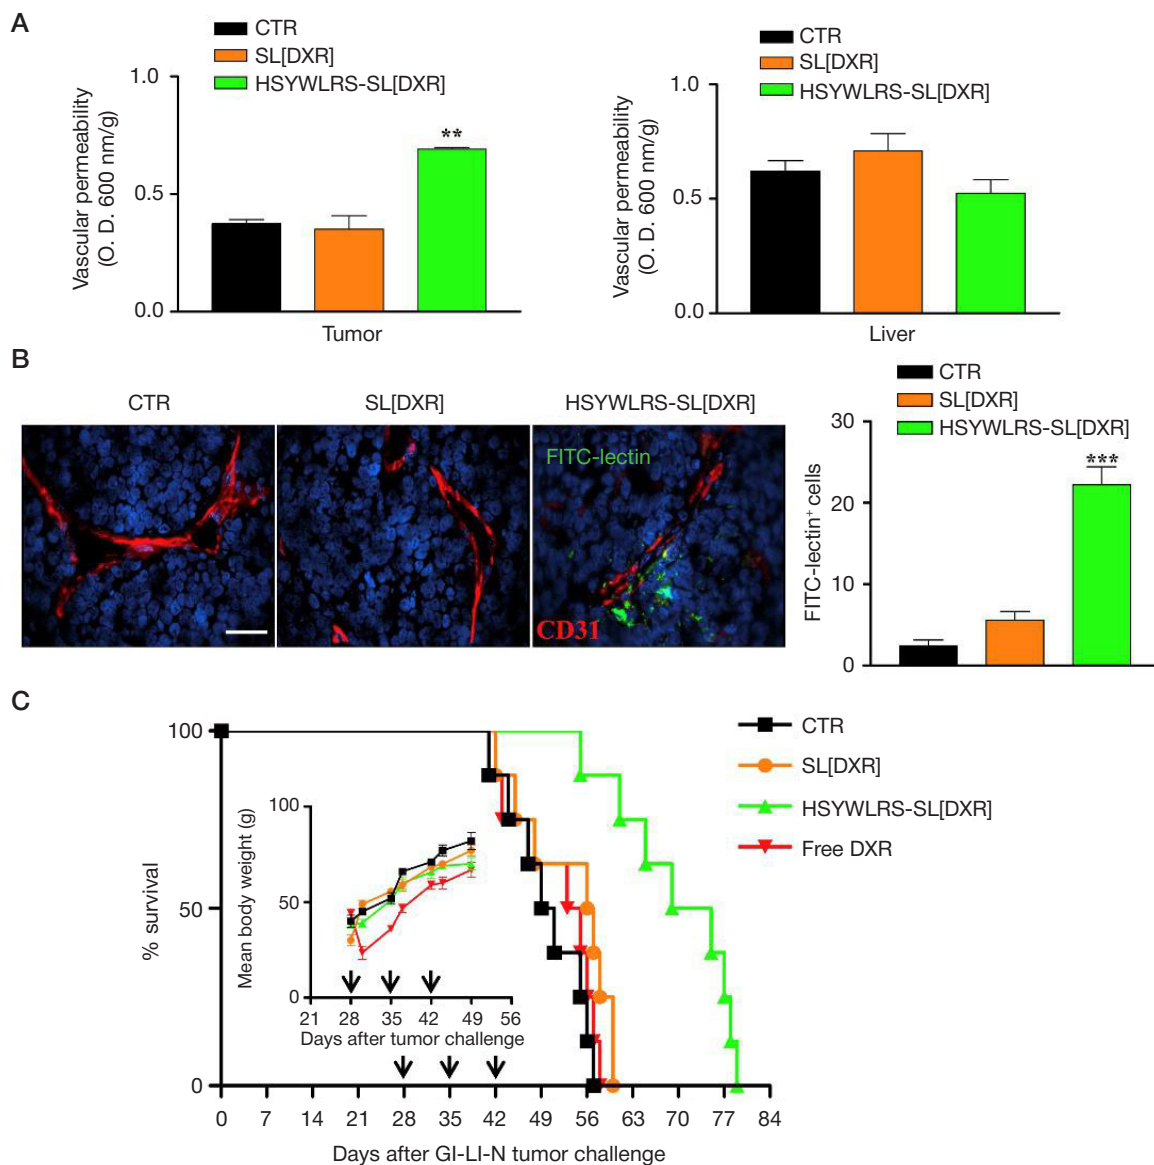 A
CTR
SL[DXR]
HSYWLRS-SL[DXR]
Vascular permeability
(O. D. 600 nm/g)
1.0
0.5
0.0
**
Tumor
CTR
SL[DXR]
HSYWLRS-SL[DXR]
Vascular permeability
(O. D. 600 nm/g)
1.0
0.5
0.0
Liver
B
CTR
SL[DXR]
HSYWLRS-SL[DXR]
FITC-lectin
CD31
CTR
SL[DXR]
HSYWLRS-SL[DXR]
FITC-lectin+ cells
30
20
10
0
***
C
% survival
100
50
0
CTR
SL[DXR]
HSYWLRS-SL[DXR]
Free DXR
Mean body weight (g)
100
50
0
21 28 35 42 49 56
Days after tumor challenge
0 7 14 21 28 35 42 49 56 63 70 77 84
Days after GI-LI-N tumor challenge